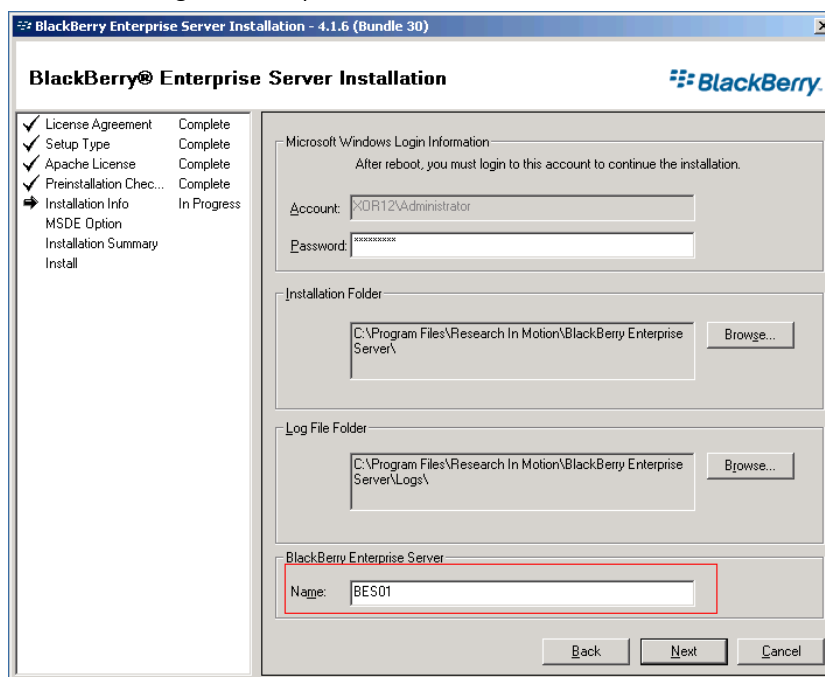 BlackBerry Enterprise Server Installation - 4.1.6 (Bundle 30)
BlackBerry® Enterprise Server Installation
BlackBerry.
License Agreement Complete
Setup Type Complete
Apache License Complete
Preinstallation Chec... Complete
Installation Info In Progress
MSDE Option
Installation Summary
Install
Microsoft Windows Login Information
After reboot, you must login to this account to continue the installation.
Account: XOR12\Administrator
Password: *********
Installation Folder
C:\Program Files\Research In Motion\BlackBerry Enterprise
Server\
Browse...
Log File Folder
C:\Program Files\Research In Motion\BlackBerry Enterprise
Server\Logs\
Browse...
BlackBerry Enterprise Server
Name: BES01
Back Next Cancel